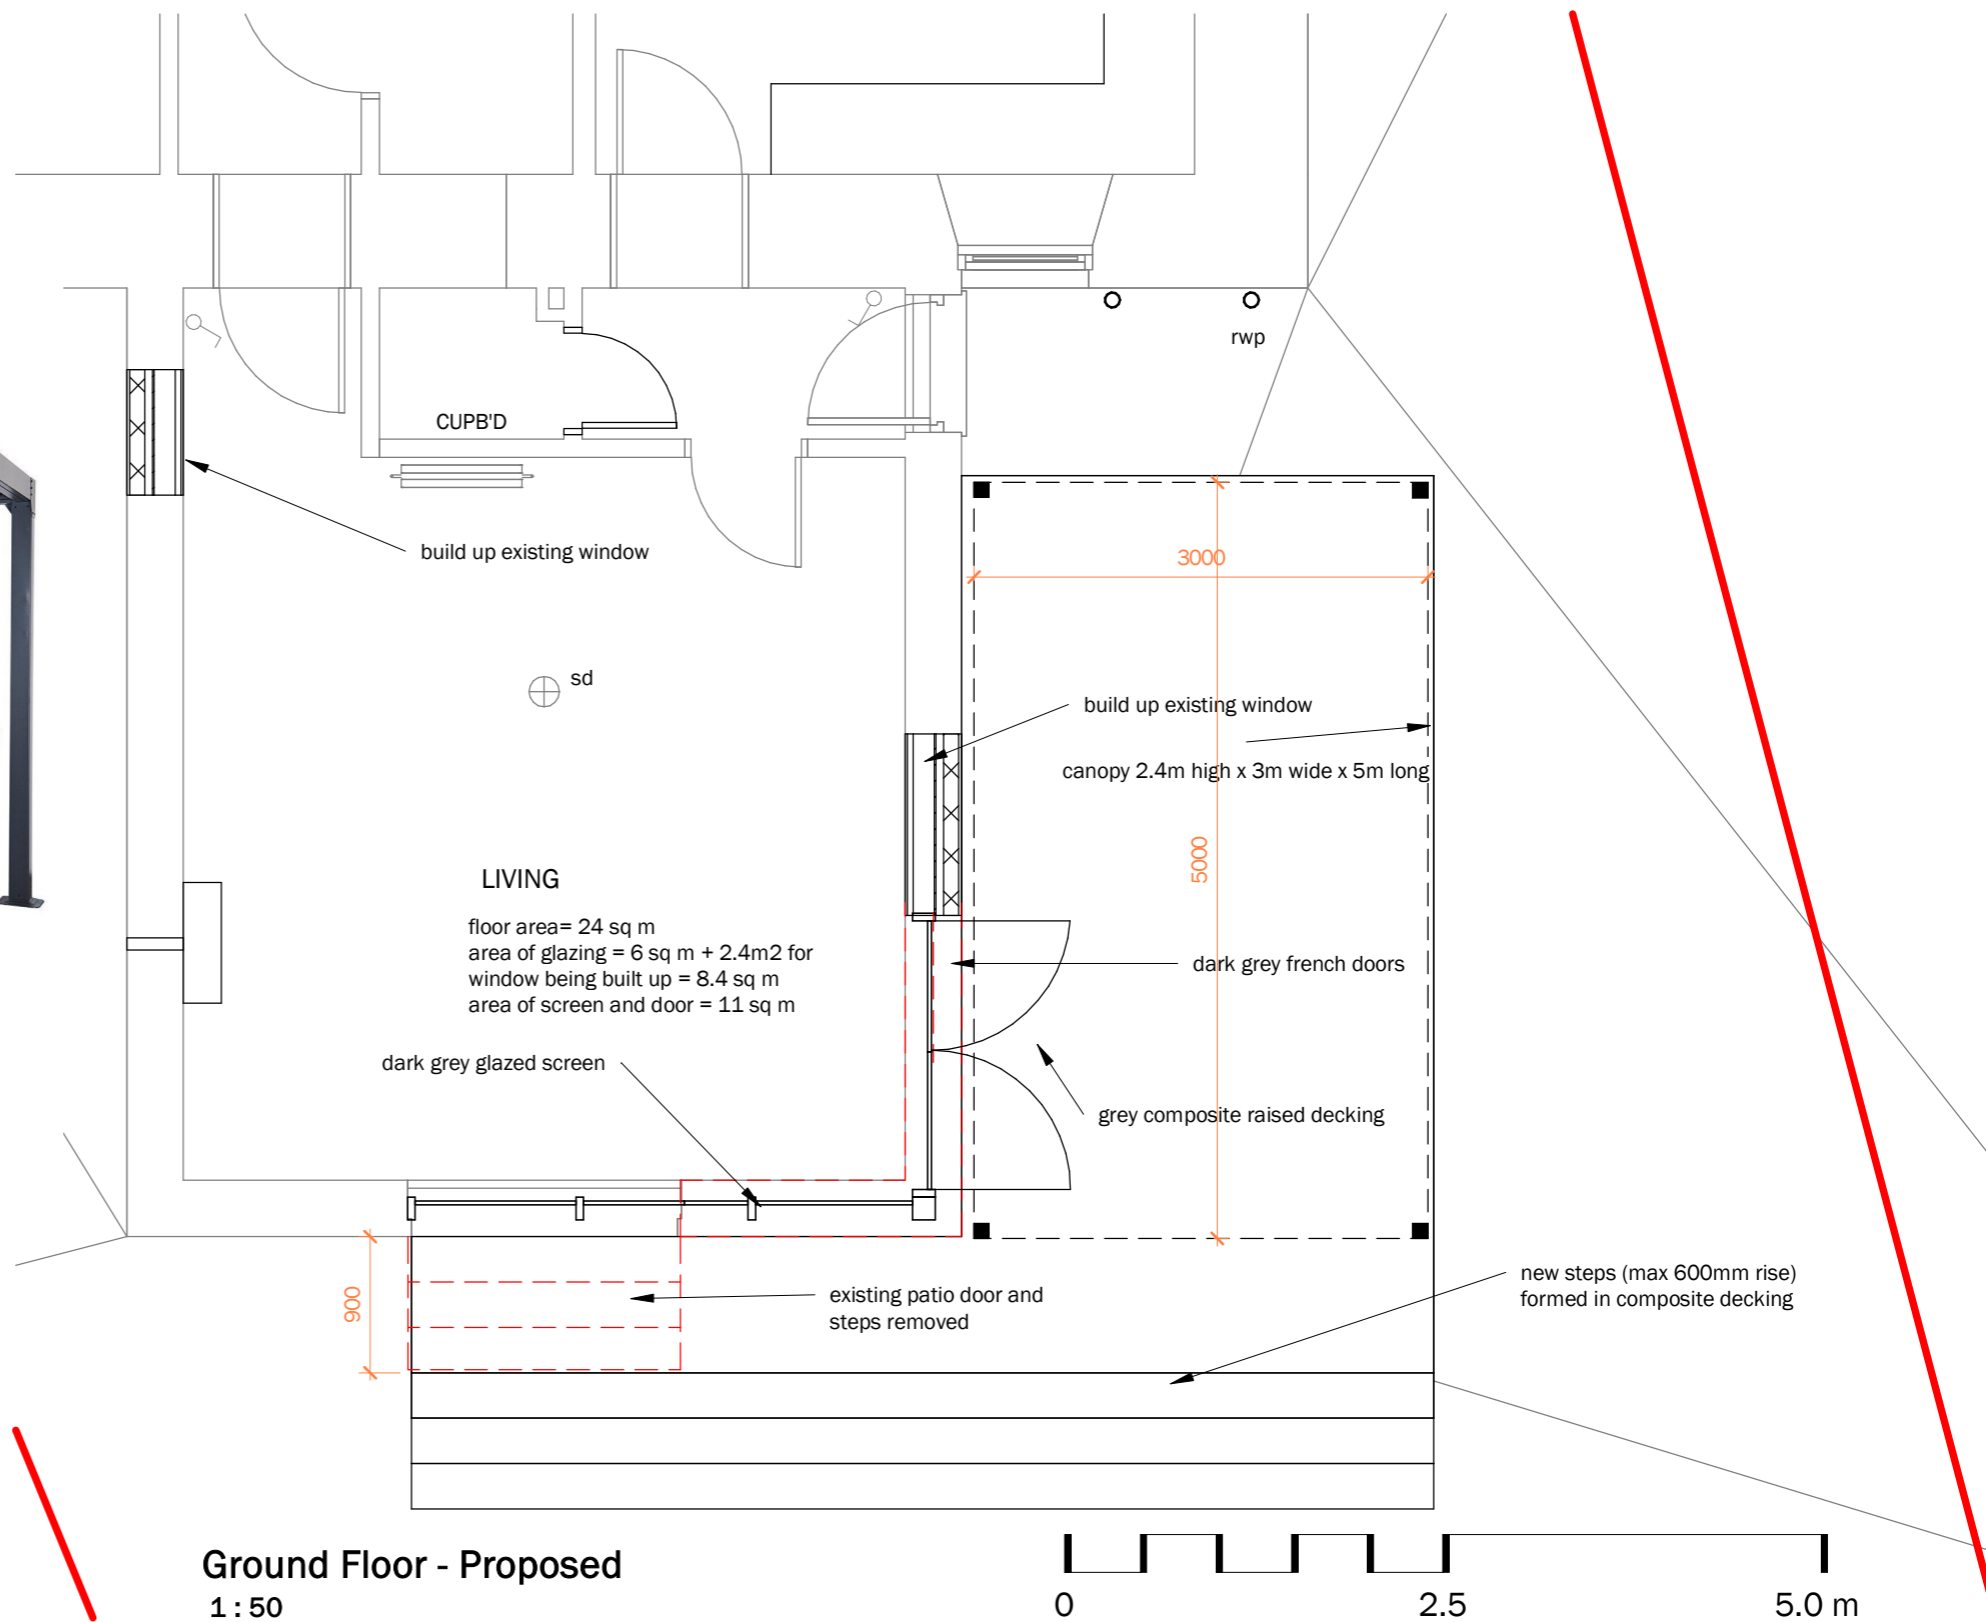 rwp
CUPB'D
build up existing window
3000
sd
build up existing window
canopy 2.4m high x 3m wide x 5m long
5000
LIVING
floor area= 24 sq m
area of glazing = 6 sq m + 2.4m2 for
window being built up = 8.4 sq m
area of screen and door = 11 sq m
dark grey french doors
dark grey glazed screen
grey composite raised decking
900
existing patio door and
steps removed
new steps (max 600mm rise)
formed in composite decking
Ground Floor - Proposed
1:50
0 2.5 5.0 m